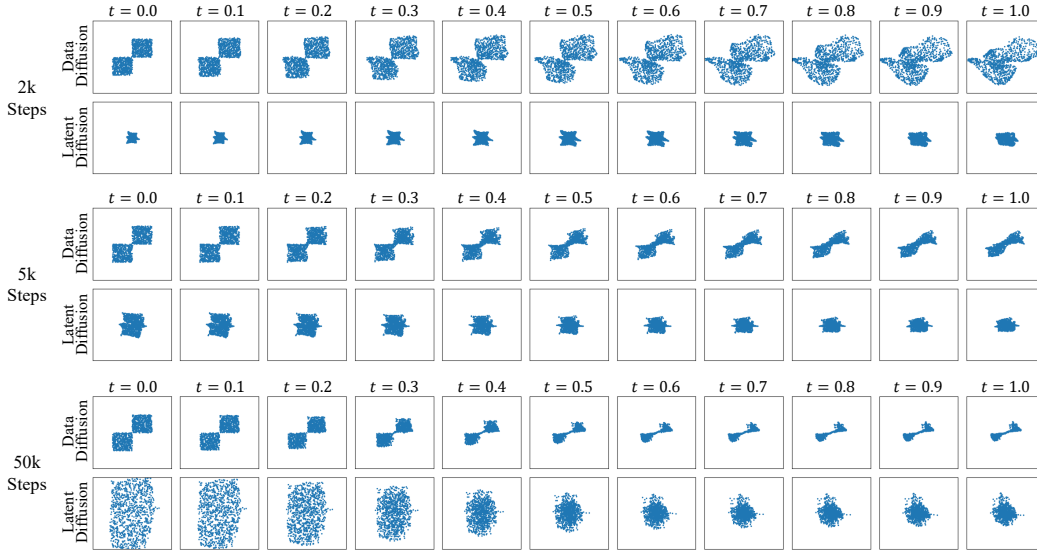 t = 0.0 t = 0.1 t = 0.2 t = 0.3 t = 0.4 t = 0.5 t = 0.6 t = 0.7 t = 0.8 t = 0.9 t = 1.0
2k
Steps
Data
Diffusion
Latent
Diffusion
t = 0.0 t = 0.1 t = 0.2 t = 0.3 t = 0.4 t = 0.5 t = 0.6 t = 0.7 t = 0.8 t = 0.9 t = 1.0
5k
Steps
Data
Diffusion
Latent
Diffusion
t = 0.0 t = 0.1 t = 0.2 t = 0.3 t = 0.4 t = 0.5 t = 0.6 t = 0.7 t = 0.8 t = 0.9 t = 1.0
50k
Steps
Data
Diffusion
Latent
Diffusion